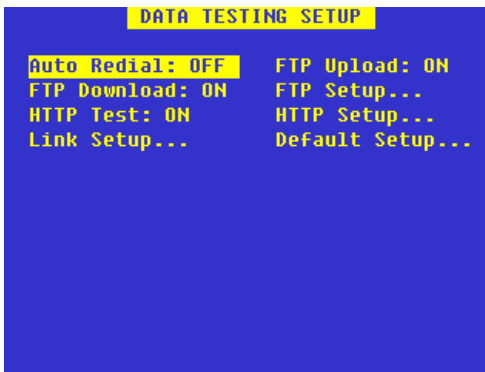 DATA TESTING SETUP
Auto Redial: OFF FTP Upload: ON
FTP Download: ON FTP Setup...
HTTP Test: ON HTTP Setup...
Link Setup... Default Setup...